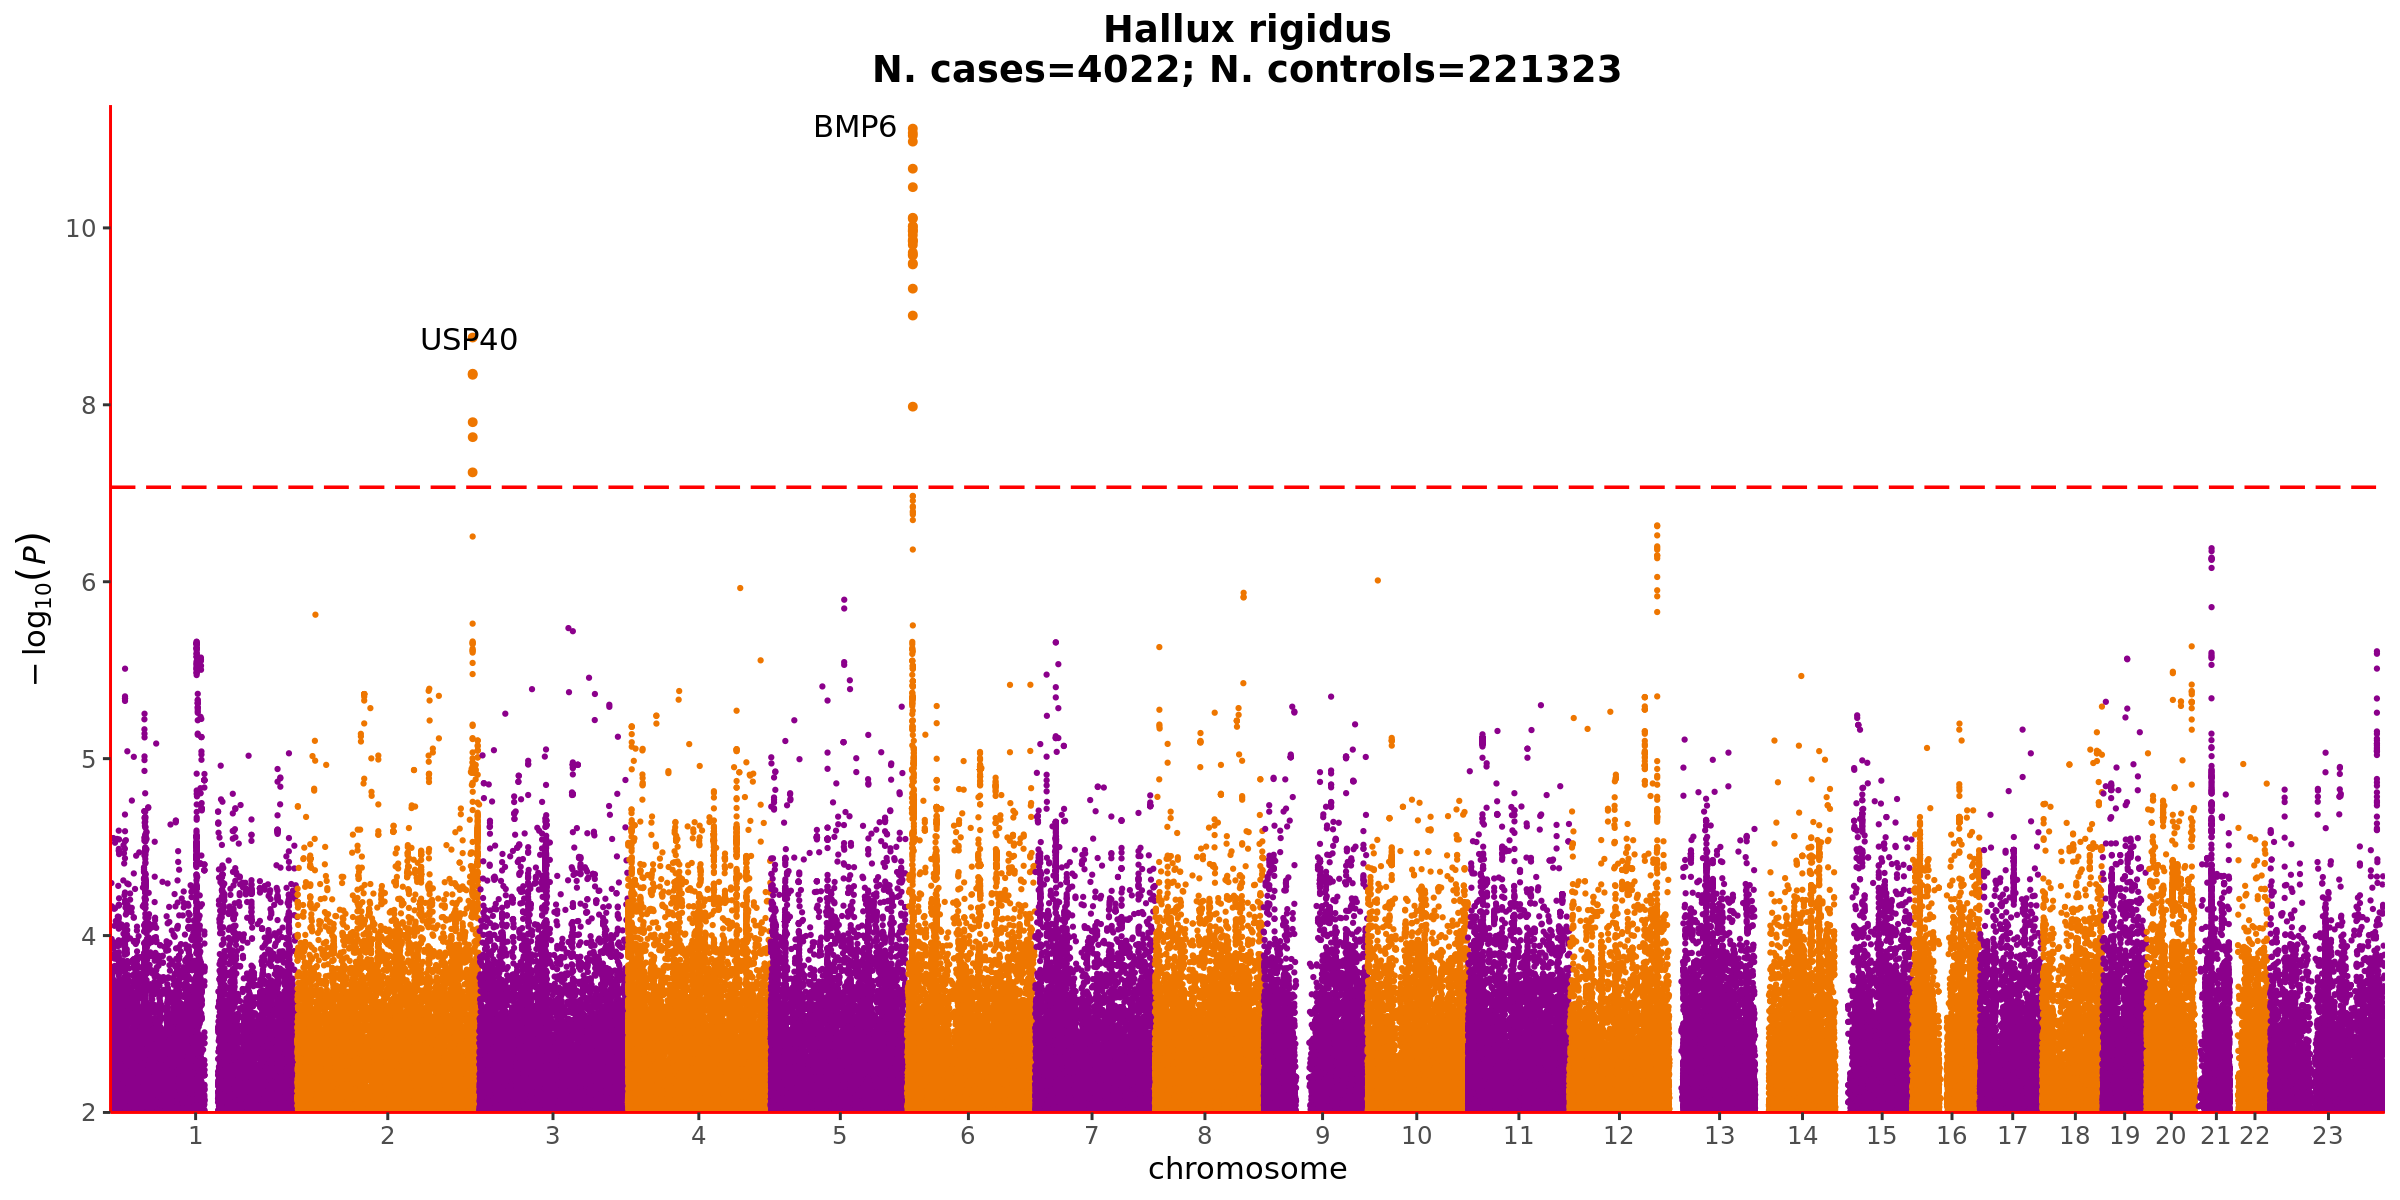 Hallux rigidus
N. cases=4022; N. controls=221323
BMP6
USP40
10
8
6
5
4
2
−log10(P)
1 2 3 4 5 6 7 8 9 10 11 12 13 14 15 16 17 18 19 20 21 22 23
chromosome